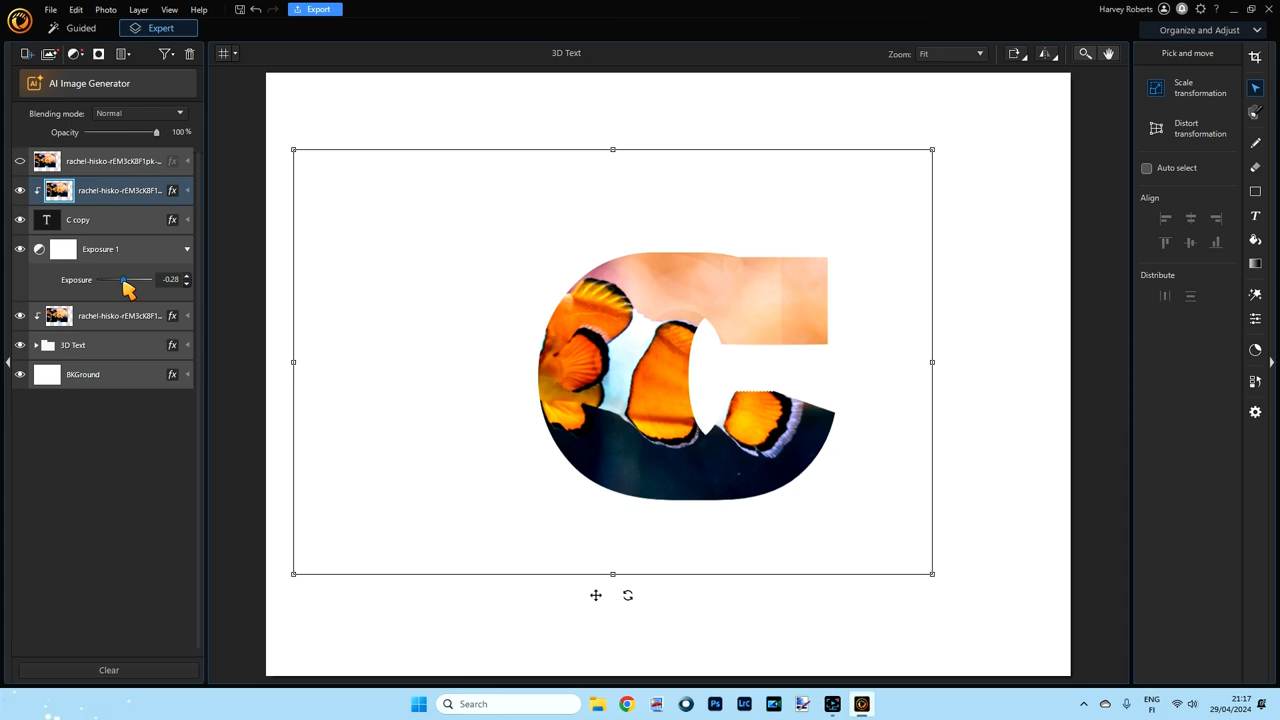 File Edit Photo Layer View Help Export Harvey Roberts
Guided Expert Organize and Adjust
3D Text Zoom: Fit Pick and move
AI Image Generator
Blending mode: Normal
Opacity 100 %
rachel-hisko-rEM3cK8F1pk-...
rachel-hisko-rEM3cK8F1...
T C copy
Exposure 1
Exposure -0.28
rachel-hisko-rEM3cK8F1...
3D Text
BKGround
Clear
Scale
transformation
Distort
transformation
Auto select
Align
Distribute
C
Search
ENG
FI
21:17
29/04/2024